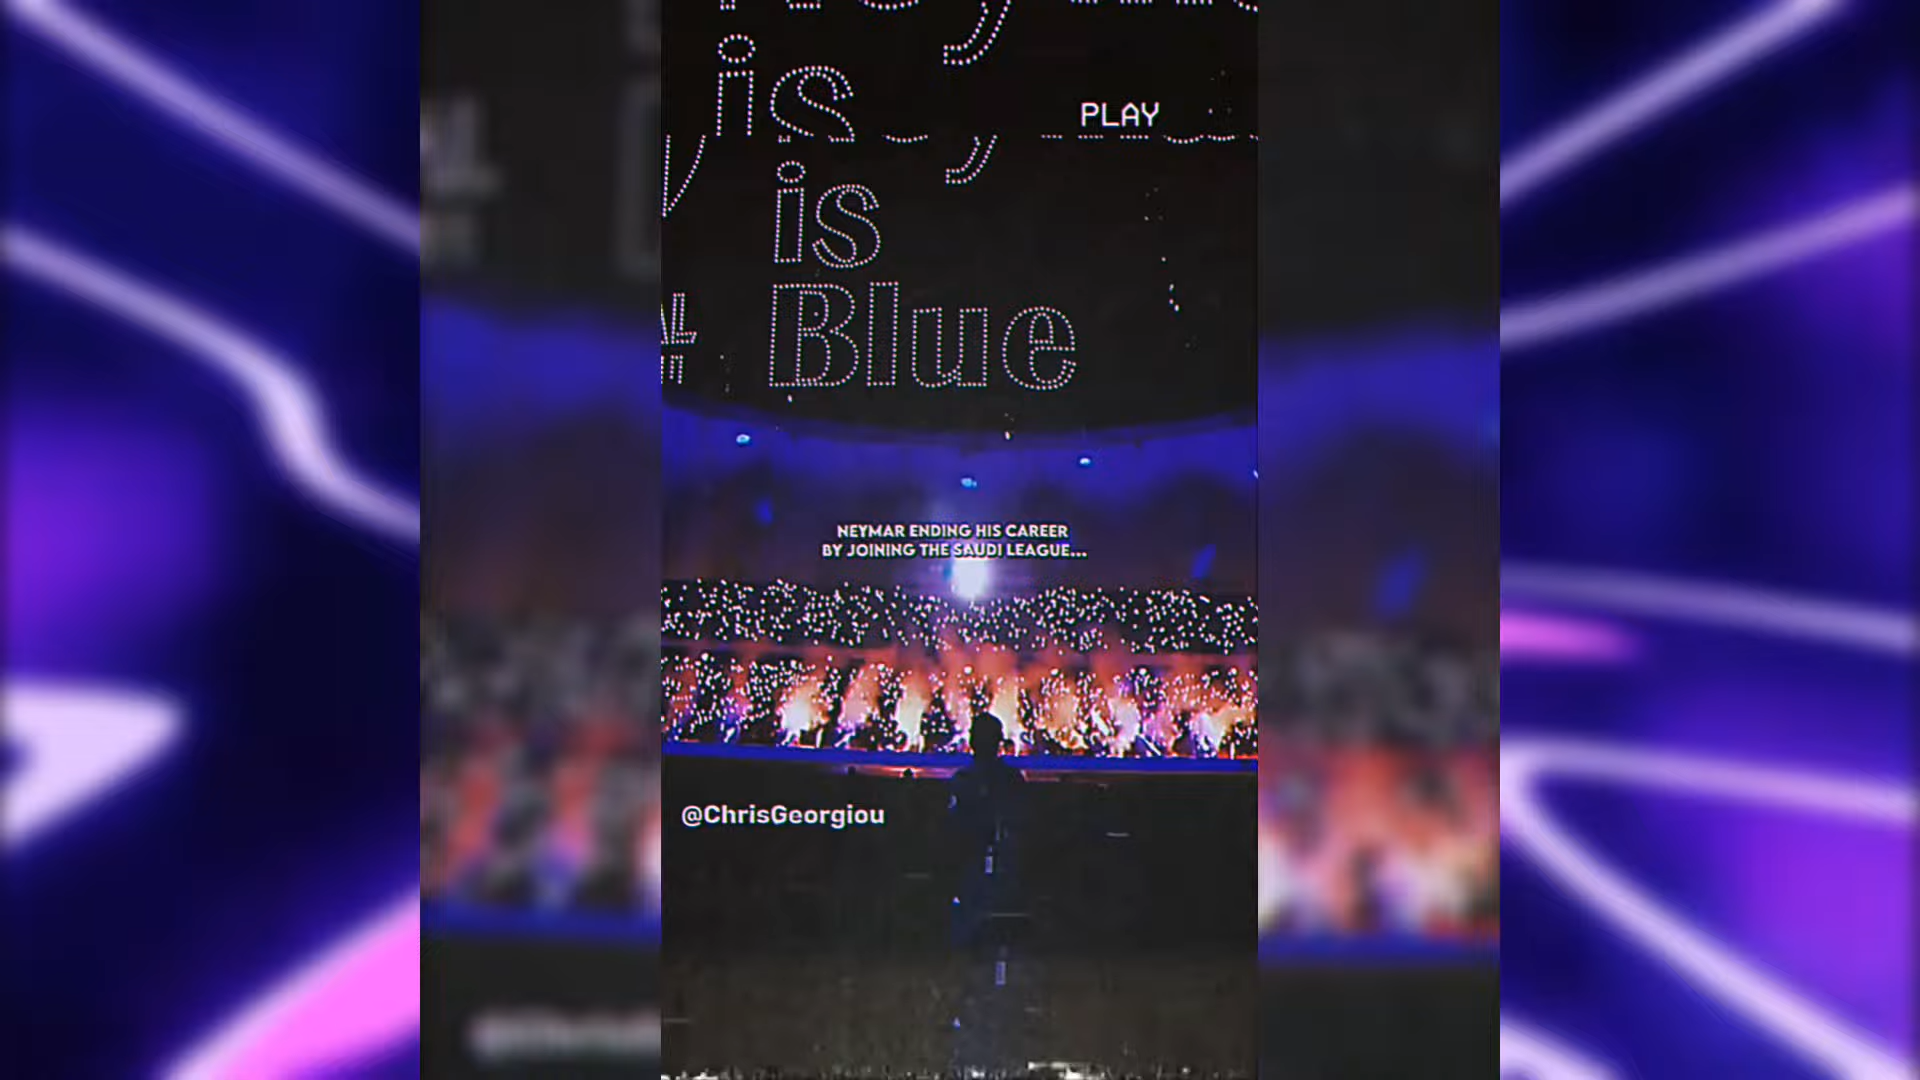 is
PLAY
is
Blue
NEYMAR ENDING HIS CAREER
BY JOINING THE SAUDI LEAGUE...
@ChrisGeorgiou